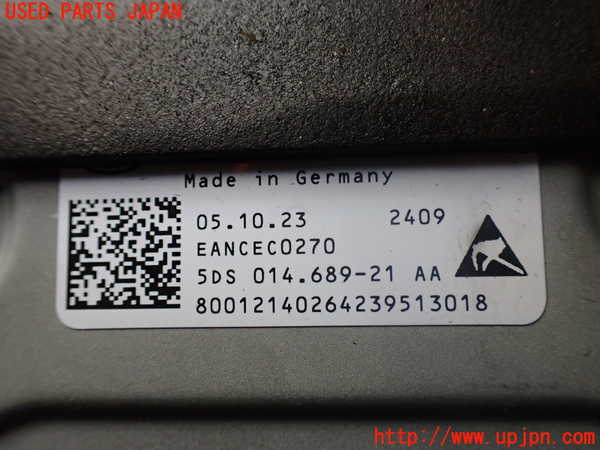 USED PARTS JAPAN
Made in Germany
05.10.23 2409
EANCEC0270
5DS 014.689-21 AA
80012140264239513018
http://www.upjpn.com